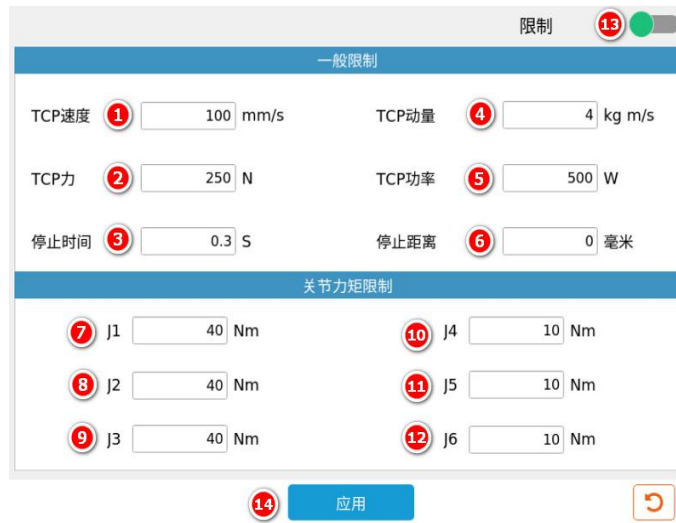 限制 13
一般限制
TCP速度 1 100 mm/s TCP动量 4 4 kg m/s
TCP力 2 250 N TCP功率 5 500 W
停止时间 3 0.3 S 停止距离 6 0 毫米
关节力矩限制
7 J1 40 Nm 10 J4 10 Nm
8 J2 40 Nm 11 J5 10 Nm
9 J3 40 Nm 12 J6 10 Nm
14 应用